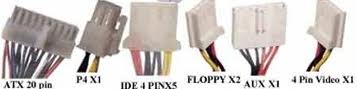 ATX 20 pin
P4 X1
IDE 4 PINX5
FLOPPY X2
AUX X1
4 Pin Video X1